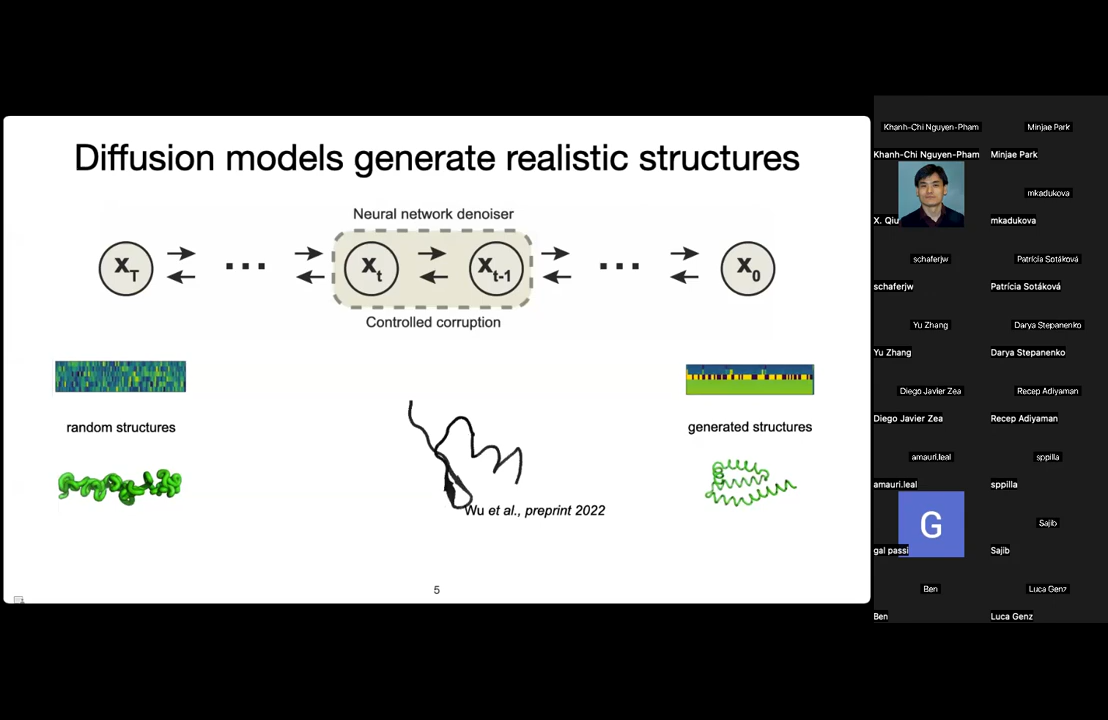 Diffusion models generate realistic structures
Neural network denoiser
xT
...
xt
xt-1
...
x0
Controlled corruption
random structures
generated structures
Wu et al., preprint 2022
5
Khanh-Chi Nguyen-Pham
Minjae Park
Khanh-Chi Nguyen-Pham
Minjae Park
mkadukova
X. Qiu
mkadukova
schaferjw
Patrícia Sotáková
schaferjw
Patrícia Sotáková
Yu Zhang
Darya Stepanenko
Yu Zhang
Darya Stepanenko
Diego Javier Zea
Recep Adiyaman
Diego Javier Zea
Recep Adiyaman
amauri.leal
sppilla
amauri.leal
sppilla
G
Sajib
gal passi
Sajib
Ben
Luca Genz
Ben
Luca Genz